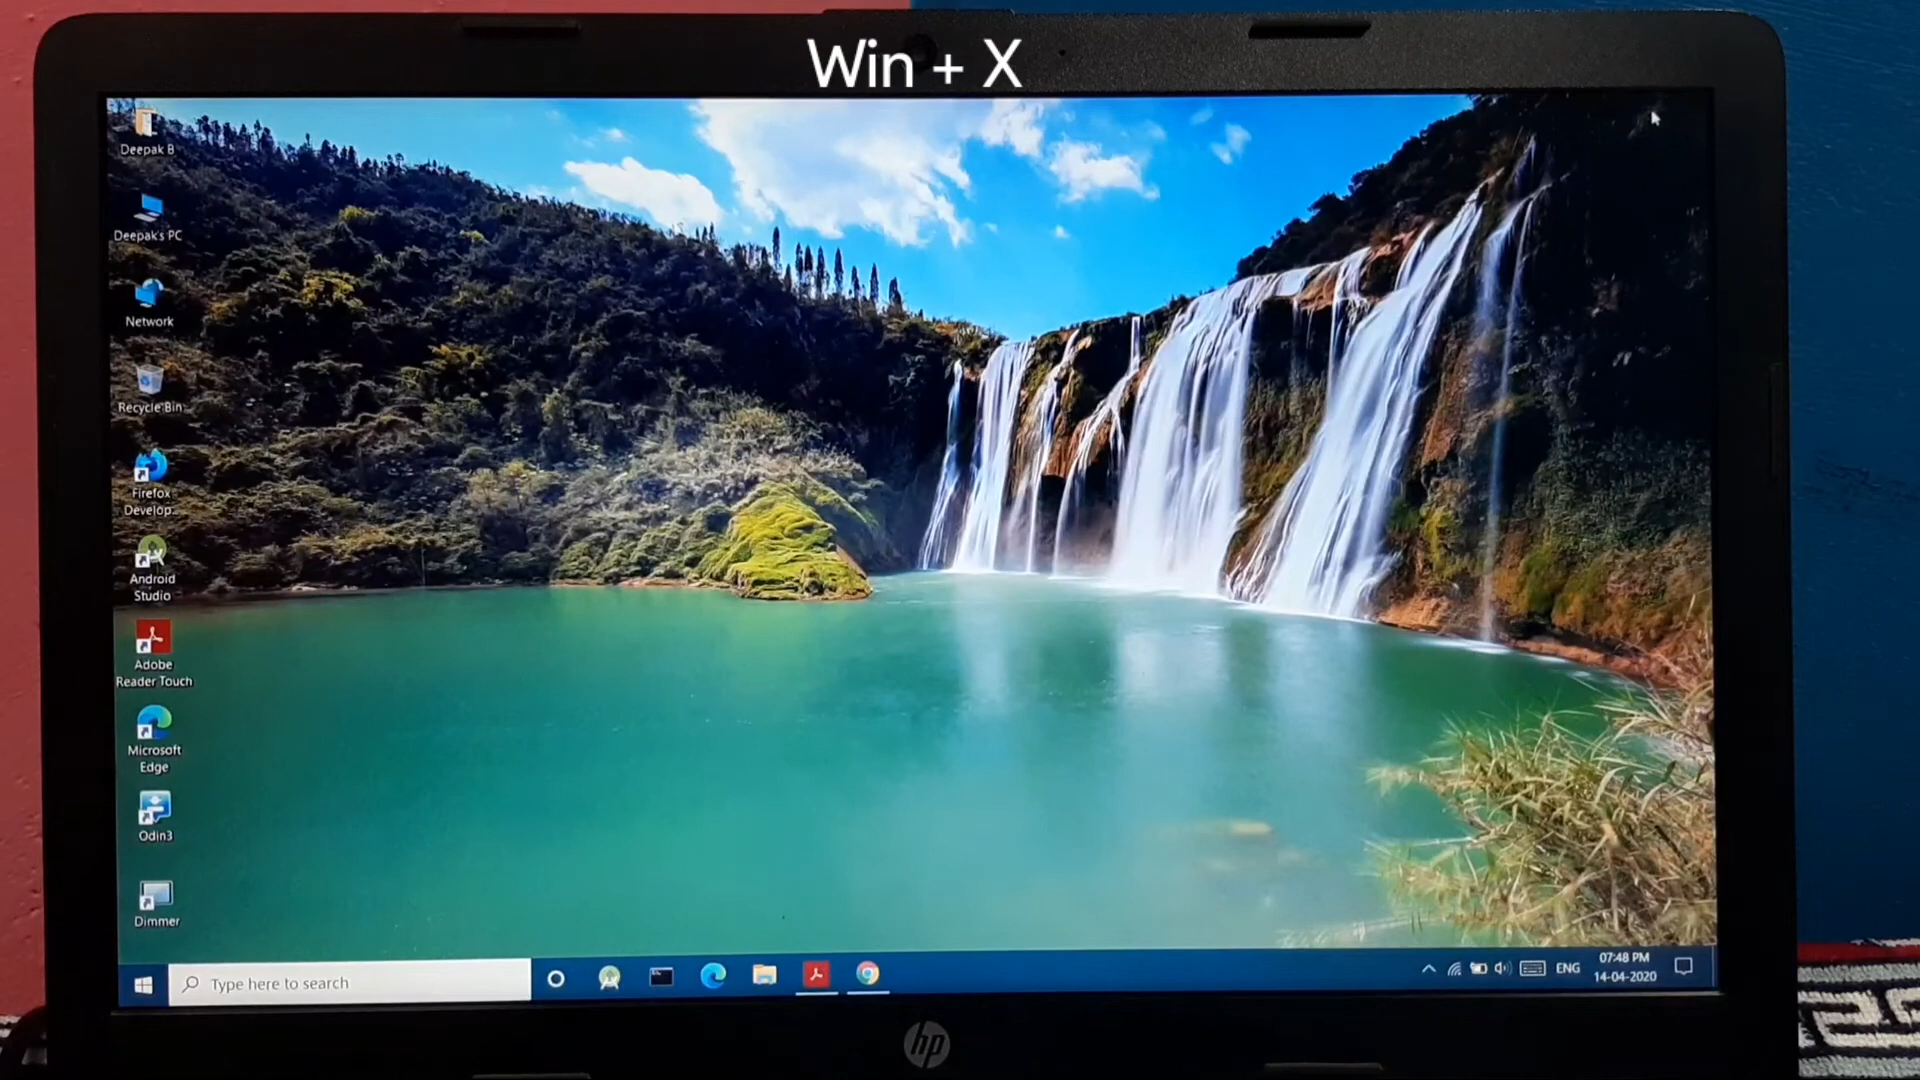 Win + X
Deepak B
Deepak's PC
Network
Recycle Bin
Firefox
Develop...
Android
Studio
Adobe
Reader Touch
Microsoft
Edge
Odin3
Dimmer
Type here to search
ENG
07:48 PM
14-04-2020
hp